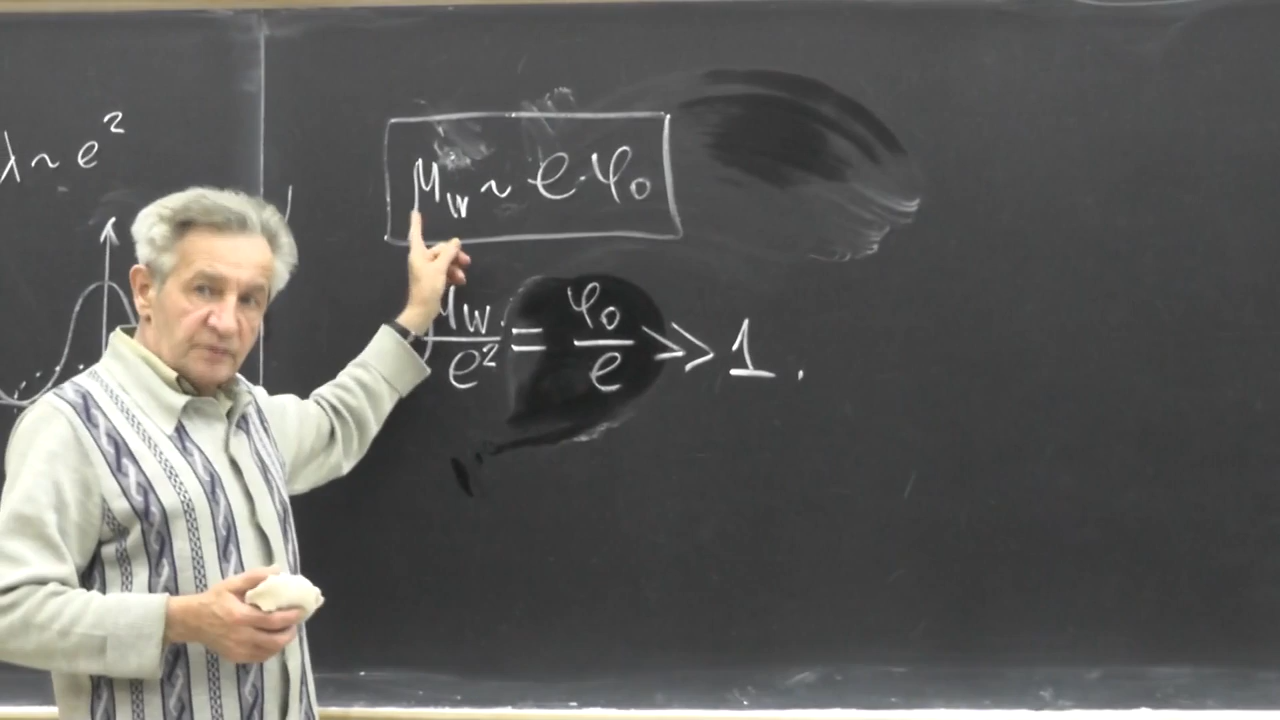 λ ~ e²
M_W ~ e·φ₀
M_W / e² = φ₀ / e >> 1.